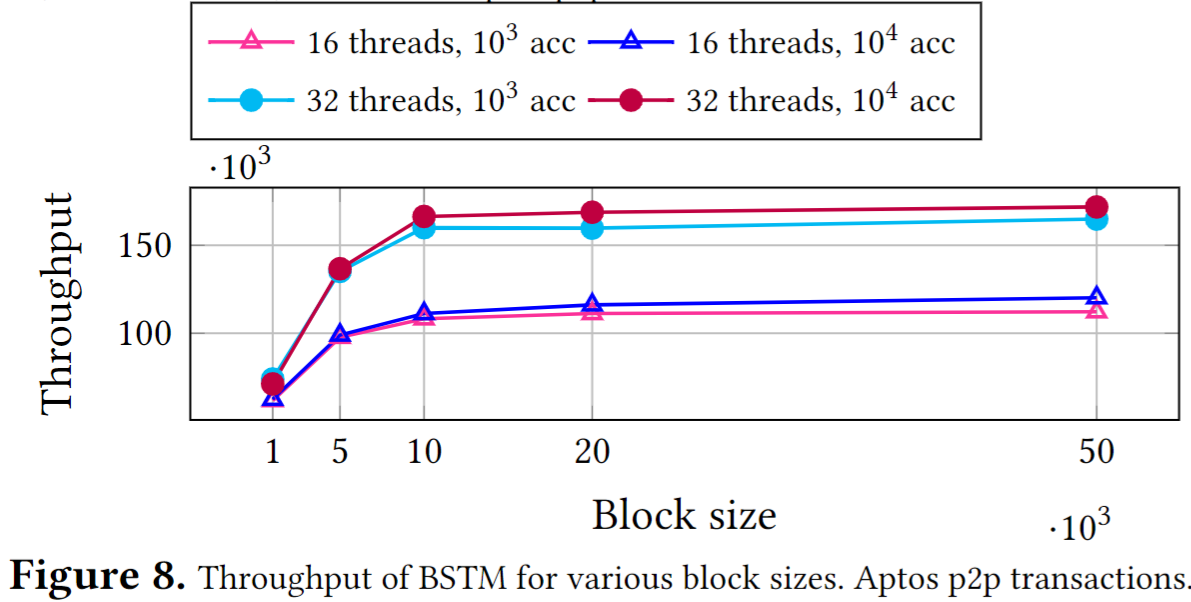 16 threads, 10³ acc 16 threads, 10⁴ acc
32 threads, 10³ acc 32 threads, 10⁴ acc
·10³
Throughput
150
100
1 5 10 20 50
Block size
·10³
Figure 8. Throughput of BSTM for various block sizes. Aptos p2p transactions.